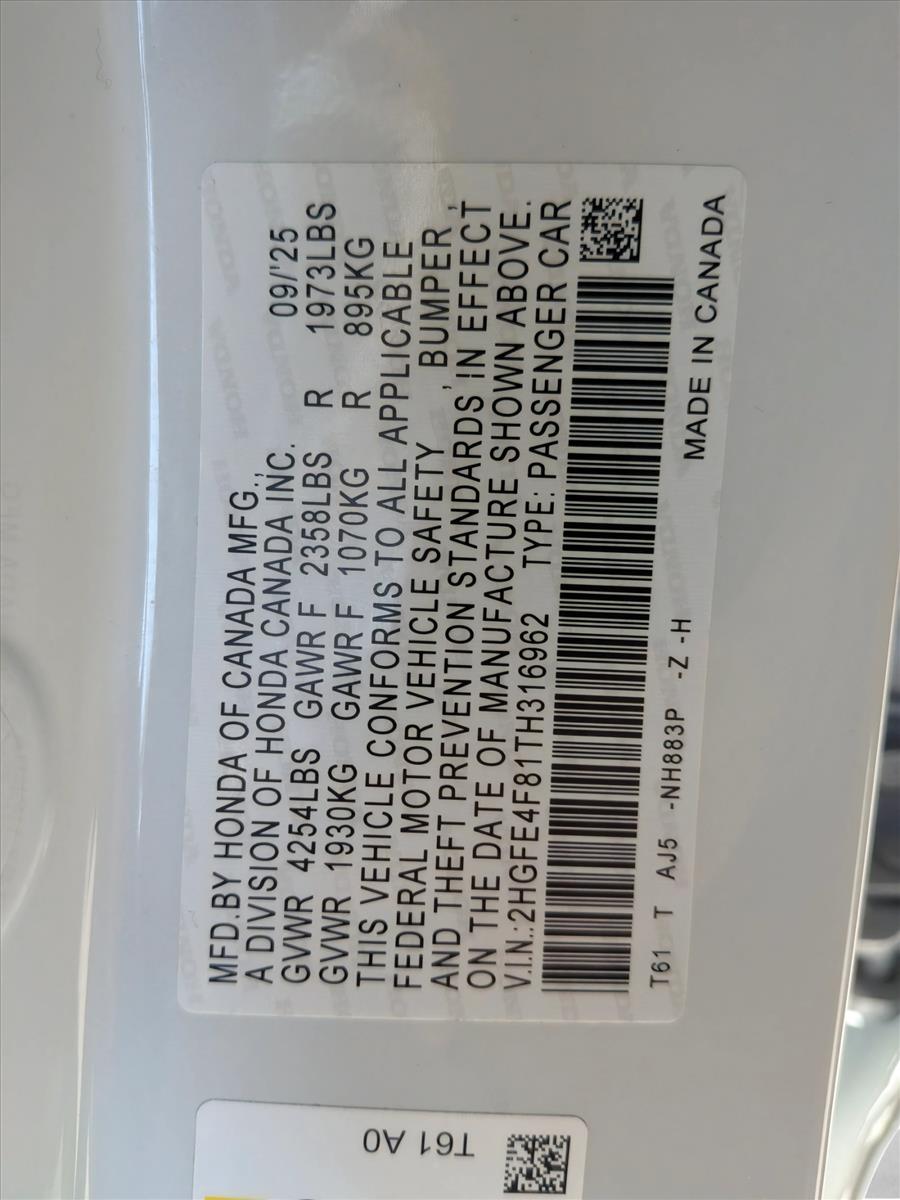 MFD.BY HONDA OF CANADA MFG.,
A DIVISION OF HONDA CANADA INC. 09/'25
GVWR 4254LBS GAWR F 2358LBS R 1973LBS
GVWR 1930KG GAWR F 1070KG R 895KG
THIS VEHICLE CONFORMS TO ALL APPLICABLE
FEDERAL MOTOR VEHICLE SAFETY , BUMPER ,
AND THEFT PREVENTION STANDARDS IN EFFECT
ON THE DATE OF MANUFACTURE SHOWN ABOVE.
V.I.N.:2HGFE4F81TH316962 TYPE: PASSENGER CAR
T61 T AJ5 -NH883P -Z -H
MADE IN CANADA
T61 A0